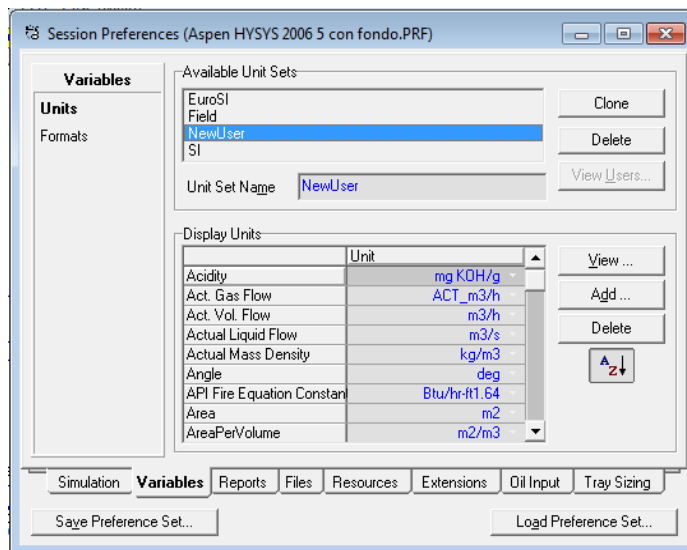 Session Preferences (Aspen HYSYS 2006 5 con fondo.PRF)
Variables
Units
Formats
Available Unit Sets
EuroSI
Field
NewUser
SI
Unit Set Name NewUser
Clone
Delete
View Users...
Display Units
Unit
Acidity mg KOH/g
Act. Gas Flow ACT_m3/h
Act. Vol. Flow m3/h
Actual Liquid Flow m3/s
Actual Mass Density kg/m3
Angle deg
API Fire Equation Constan Btu/hr-ft1.64
Area m2
AreaPerVolume m2/m3
View ...
Add ...
Delete
A
Z
Simulation Variables Reports Files Resources Extensions Oil Input Tray Sizing
Save Preference Set... Load Preference Set...